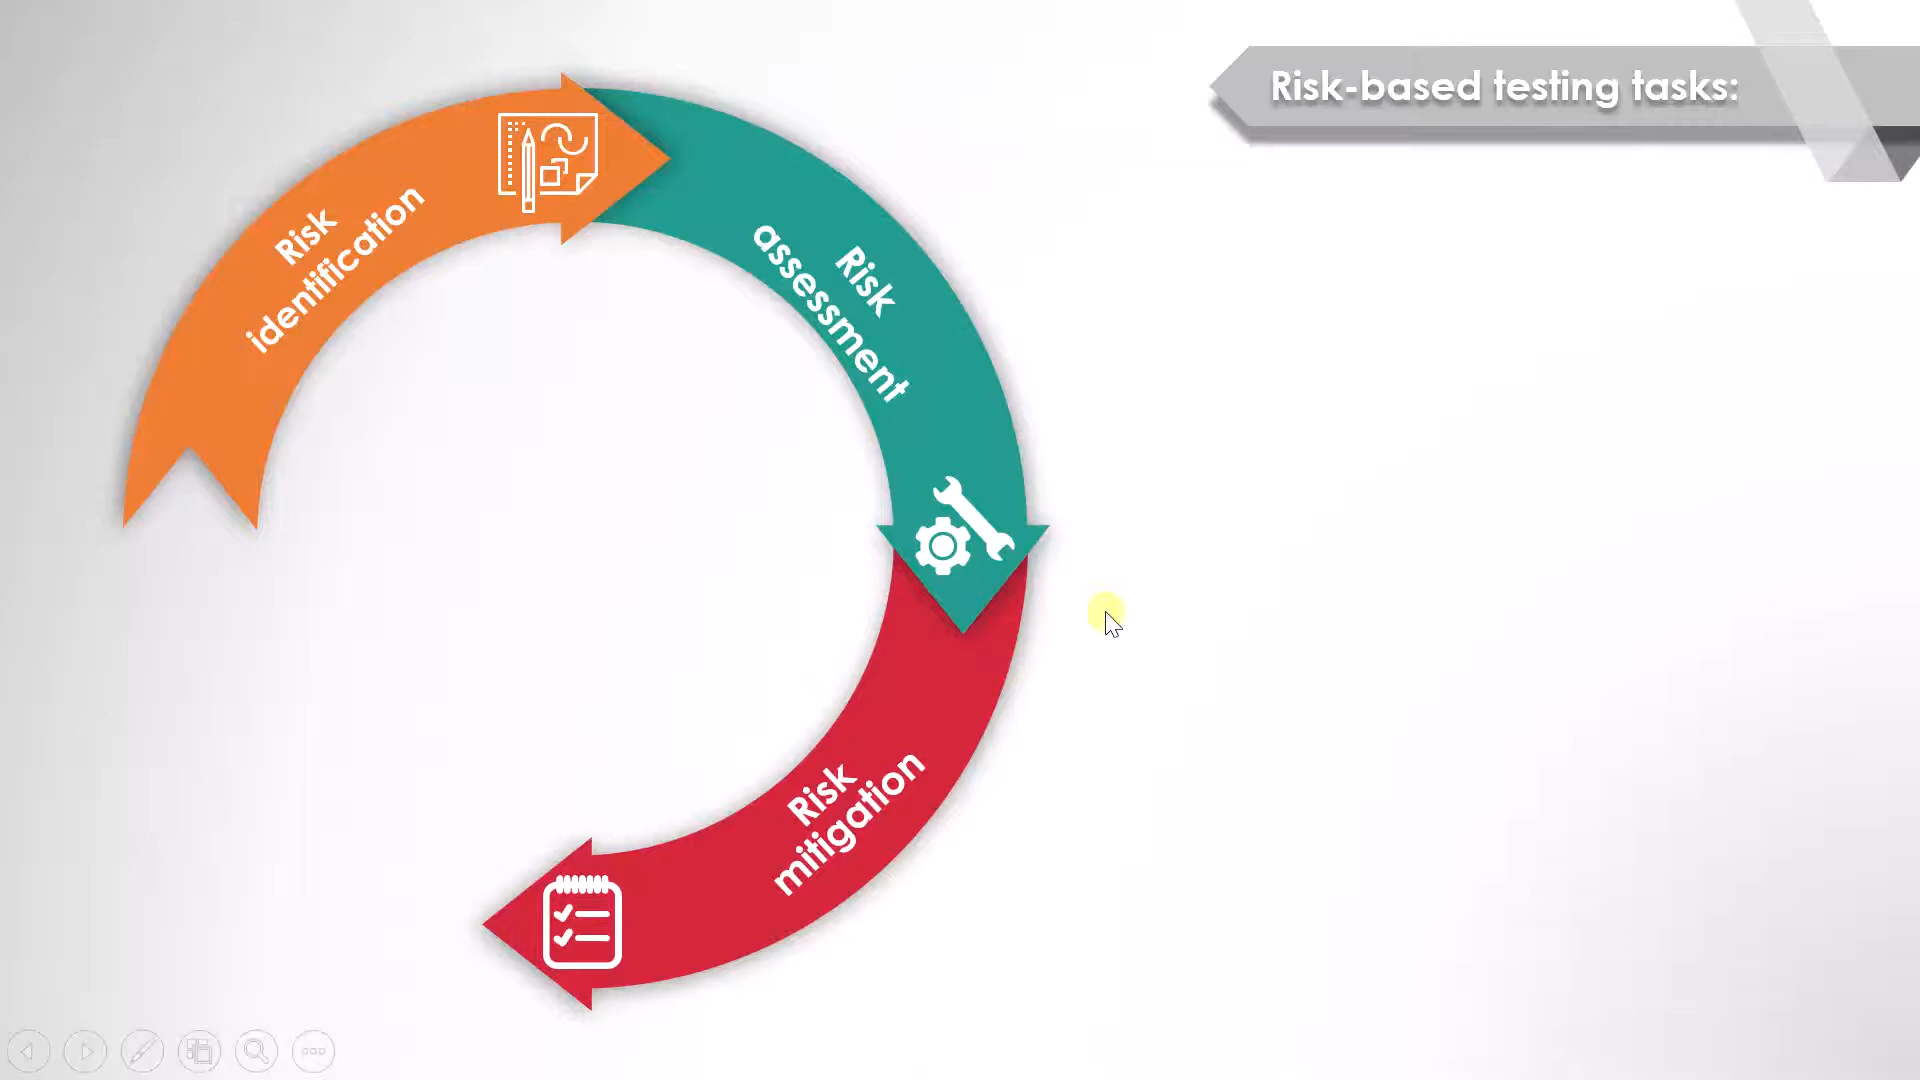 Risk-based testing tasks:
Risk
identification
Risk
assessment
Risk
mitigation